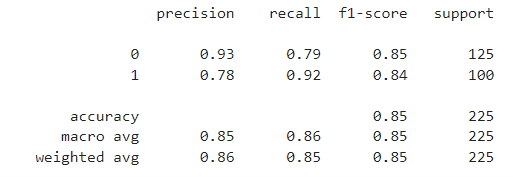 precision recall f1-score support
0 0.93 0.79 0.85 125
1 0.78 0.92 0.84 100
accuracy 0.85 225
macro avg 0.85 0.86 0.85 225
weighted avg 0.86 0.85 0.85 225